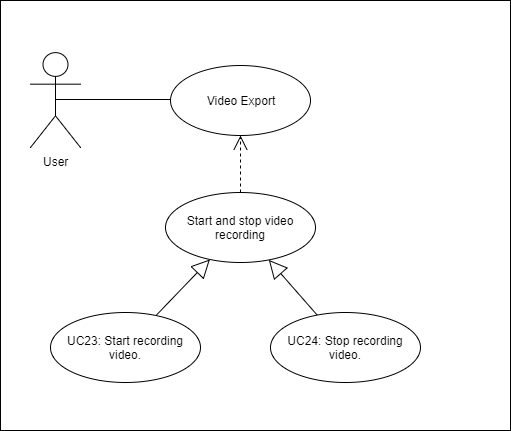 Video Export
User
Start and stop video
recording
UC23: Start recording
video.
UC24: Stop recording
video.